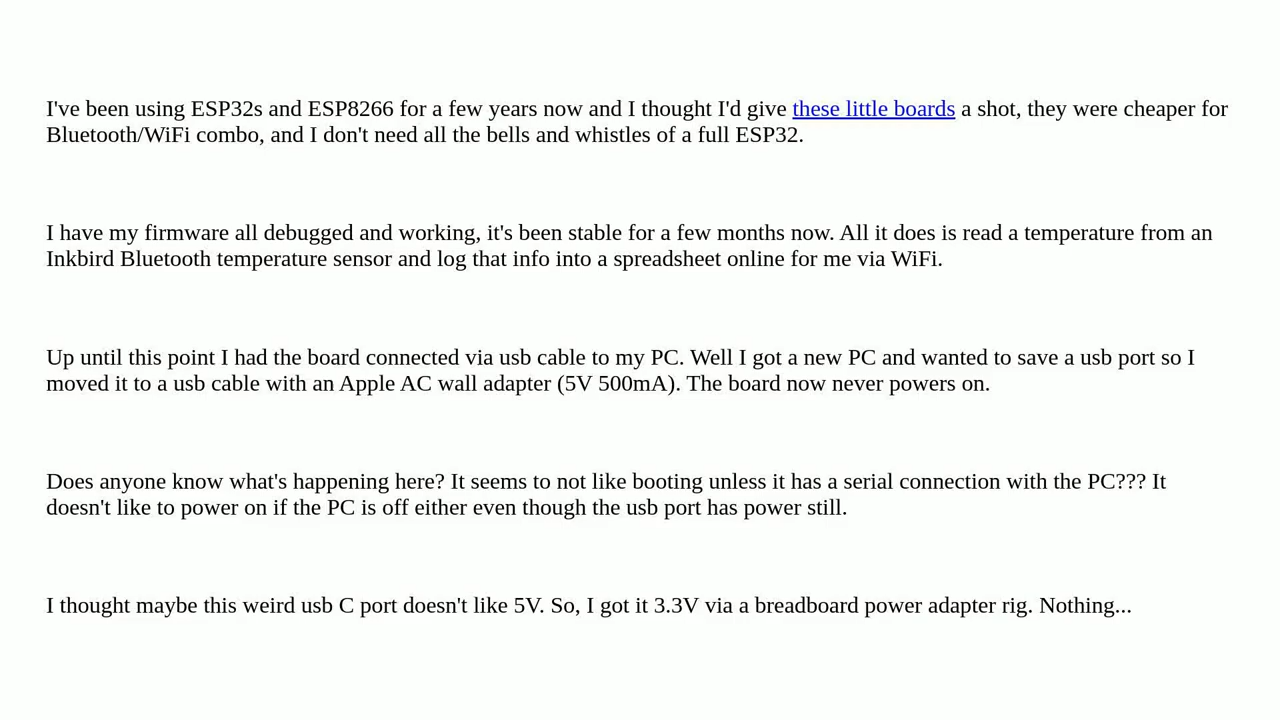 I've been using ESP32s and ESP8266 for a few years now and I thought I'd give these little boards a shot, they were cheaper for
Bluetooth/WiFi combo, and I don't need all the bells and whistles of a full ESP32.
I have my firmware all debugged and working, it's been stable for a few months now. All it does is read a temperature from an
Inkbird Bluetooth temperature sensor and log that info into a spreadsheet online for me via WiFi.
Up until this point I had the board connected via usb cable to my PC. Well I got a new PC and wanted to save a usb port so I
moved it to a usb cable with an Apple AC wall adapter (5V 500mA). The board now never powers on.
Does anyone know what's happening here? It seems to not like booting unless it has a serial connection with the PC??? It
doesn't like to power on if the PC is off either even though the usb port has power still.
I thought maybe this weird usb C port doesn't like 5V. So, I got it 3.3V via a breadboard power adapter rig. Nothing...